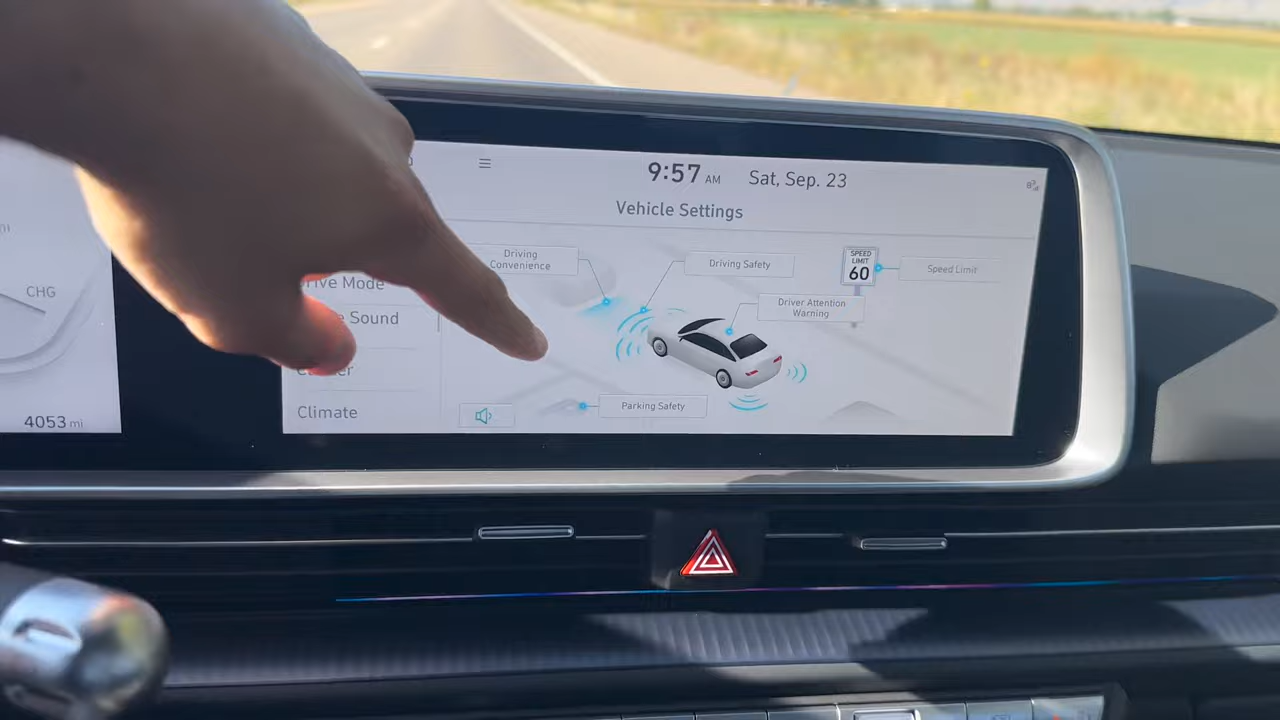 9:57 AM Sat, Sep. 23
Vehicle Settings
Driving
Convenience
Driving Safety
SPEED
LIMIT
60
Speed Limit
Driver Attention
Warning
Parking Safety
CHG
4053 mi
Mode
Sound
Climate